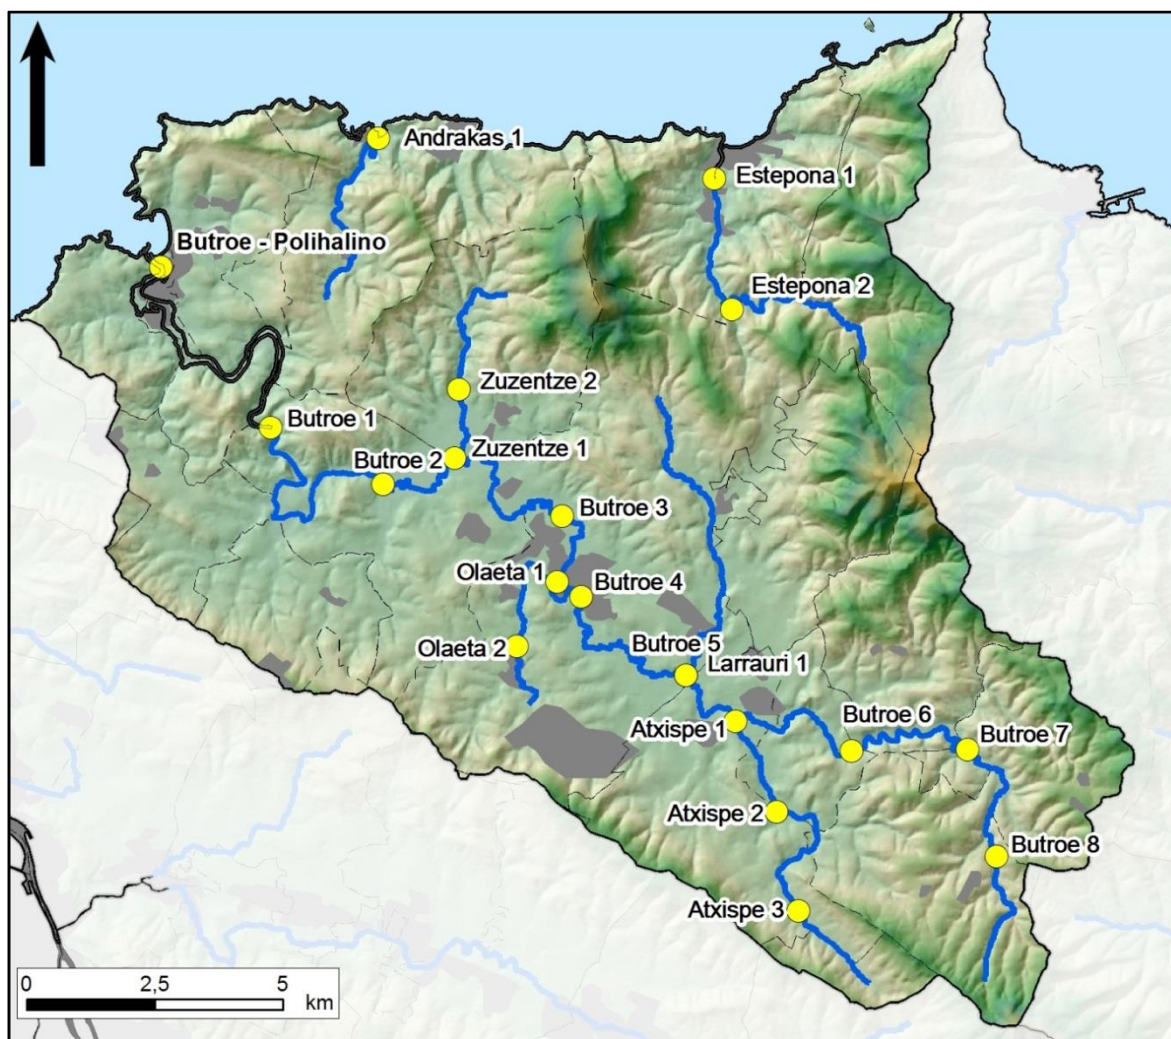 Andrakas 1
Estepona 1
Butroe - Polihalino
Estepona 2
Zuzentze 2
Butroe 1
Zuzentze 1
Butroe 2
Butroe 3
Olaeta 1
Butroe 4
Olaeta 2
Butroe 5
Larrauri 1
Atxispe 1
Butroe 6
Butroe 7
Atxispe 2
Butroe 8
Atxispe 3
0 2,5 5
km